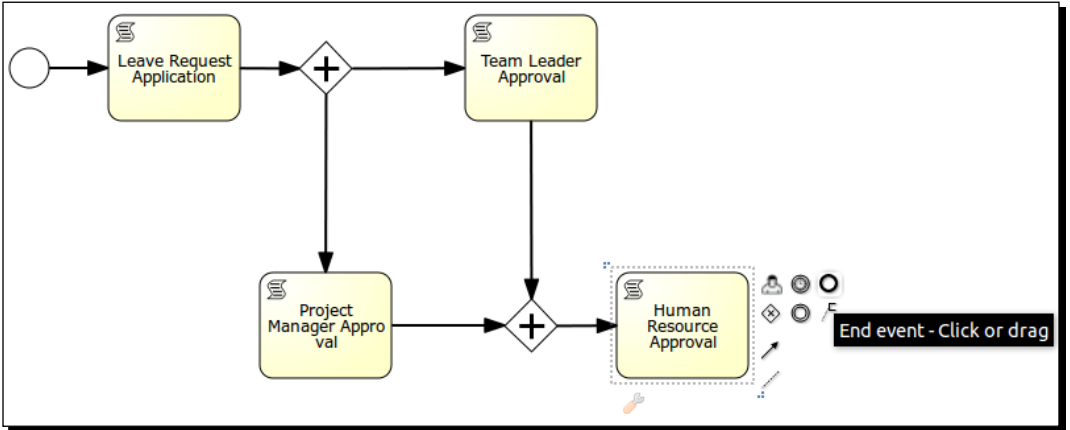 Leave Request
Application
Team Leader
Approval
Project
Manager Appro
val
Human
Resource
Approval
End event - Click or drag